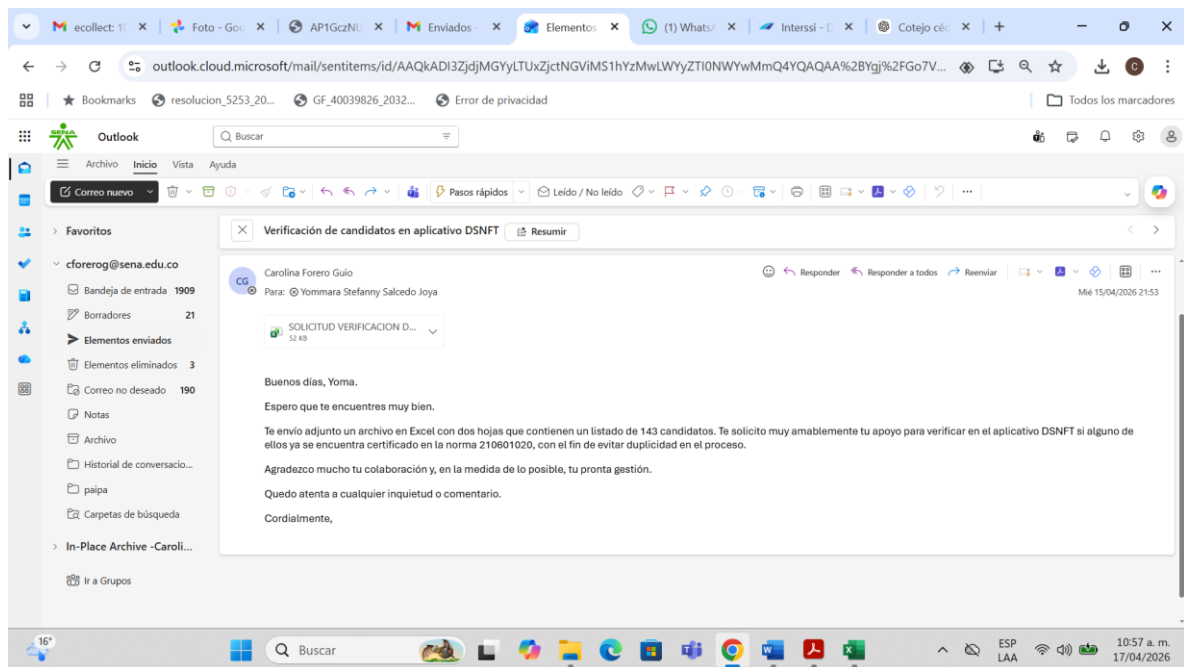 ecollect: 1(
Foto - Goo
AP1GczNU
Enviados -
Elementos
(1) WhatsA
Interssi - D
Cotejo céd
outlook.cloud.microsoft/mail/sentitems/id/AAQkADI3ZjdjMGYyLTUxZjctNGViMS1hYzMwLWYyZTI0NWYwMmQ4YQAQAA%2BYgj%2FGo7V...
C
Bookmarks
resolucion_5253_20...
GF_40039826_2032...
Error de privacidad
Todos los marcadores
SENA
Outlook
Buscar
Archivo Inicio Vista Ayuda
Correo nuevo
Pasos rápidos
Leído / No leído
Favoritos
Verificación de candidatos en aplicativo DSNFT
Resumir
cforerog@sena.edu.co
Bandeja de entrada 1909
Borradores 21
Elementos enviados
Elementos eliminados 3
Correo no deseado 190
Notas
Archivo
Historial de conversacio...
paipa
Carpetas de búsqueda
In-Place Archive -Caroli...
Ir a Grupos
CG
Carolina Forero Guio
Responder
Responder a todos
Reenviar
Para: Yommara Stefanny Salcedo Joya
Mié 15/04/2026 21:53
SOLICITUD VERIFICACION D...
52 KB
Buenos días, Yoma.
Espero que te encuentres muy bien.
Te envío adjunto un archivo en Excel con dos hojas que contienen un listado de 143 candidatos. Te solicito muy amablemente tu apoyo para verificar en el aplicativo DSNFT si alguno de
ellos ya se encuentra certificado en la norma 210601020, con el fin de evitar duplicidad en el proceso.
Agradezco mucho tu colaboración y, en la medida de lo posible, tu pronta gestión.
Quedo atenta a cualquier inquietud o comentario.
Cordialmente,
16°
Buscar
ESP
LAA
10:57 a. m.
17/04/2026